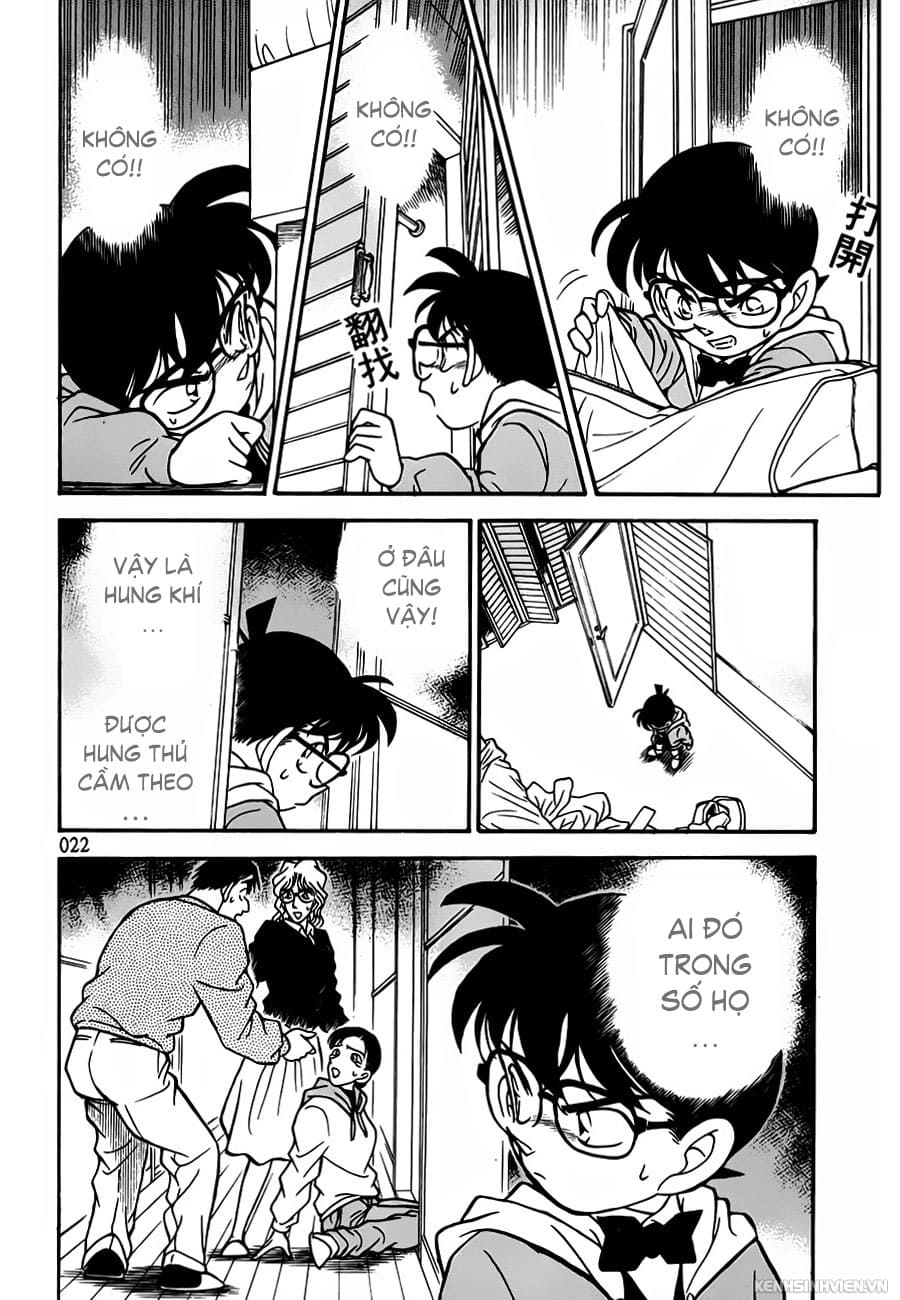 KHÔNG
CÓ!!
打開
KHÔNG
CÓ!!
翻找
KHÔNG
CÓ!!
Ở ĐÂU
CŨNG
VẬY!
VẬY LÀ
HUNG KHÍ
...
ĐƯỢC
HUNG THỦ
CẦM THEO
...
022
AI ĐÓ
TRONG
SỐ HỌ
...
KENHSINHVIEN.VN